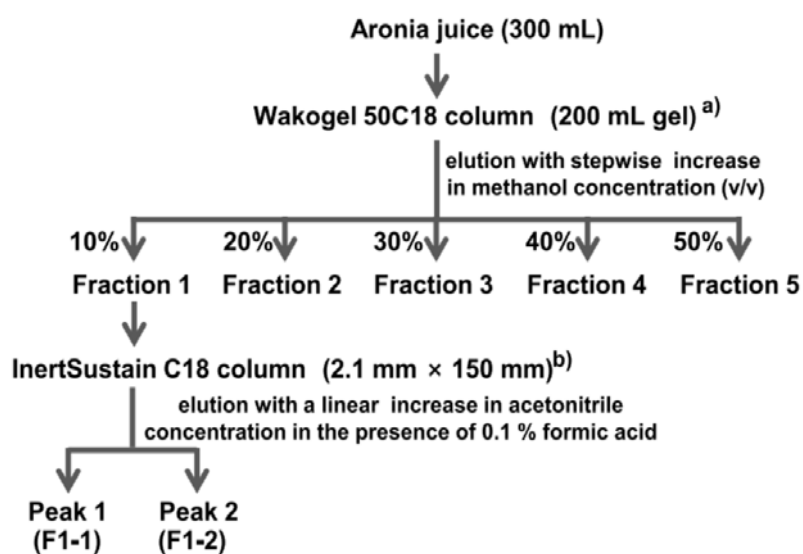 Aronia juice (300 mL)
Wakogel 50C18 column (200 mL gel) a)
elution with stepwise increase
in methanol concentration (v/v)
10% 20% 30% 40% 50%
Fraction 1 Fraction 2 Fraction 3 Fraction 4 Fraction 5
InertSustain C18 column (2.1 mm × 150 mm)b)
elution with a linear increase in acetonitrile
concentration in the presence of 0.1 % formic acid
Peak 1 Peak 2
(F1-1) (F1-2)